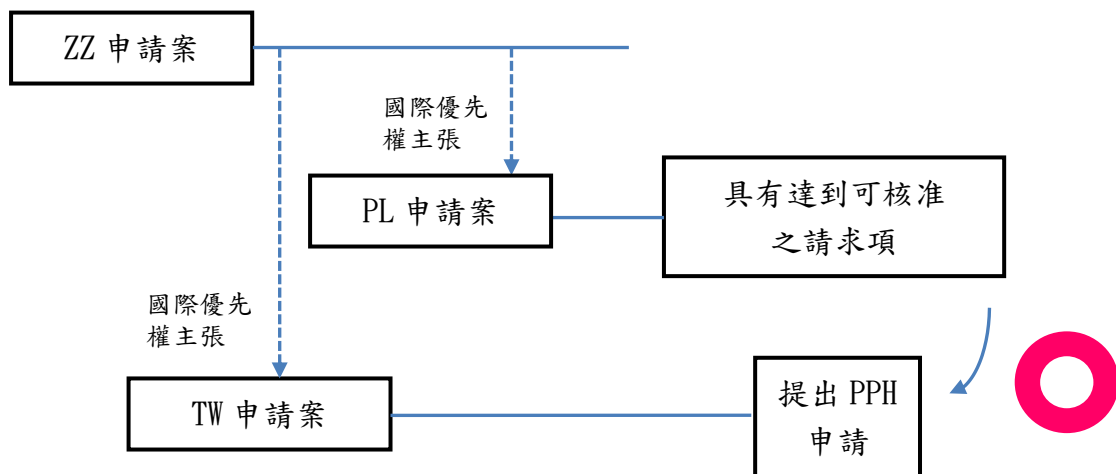 ZZ 申請案
國際優先
權主張
PL 申請案
具有達到可核准
之請求項
國際優先
權主張
TW 申請案
提出 PPH
申請